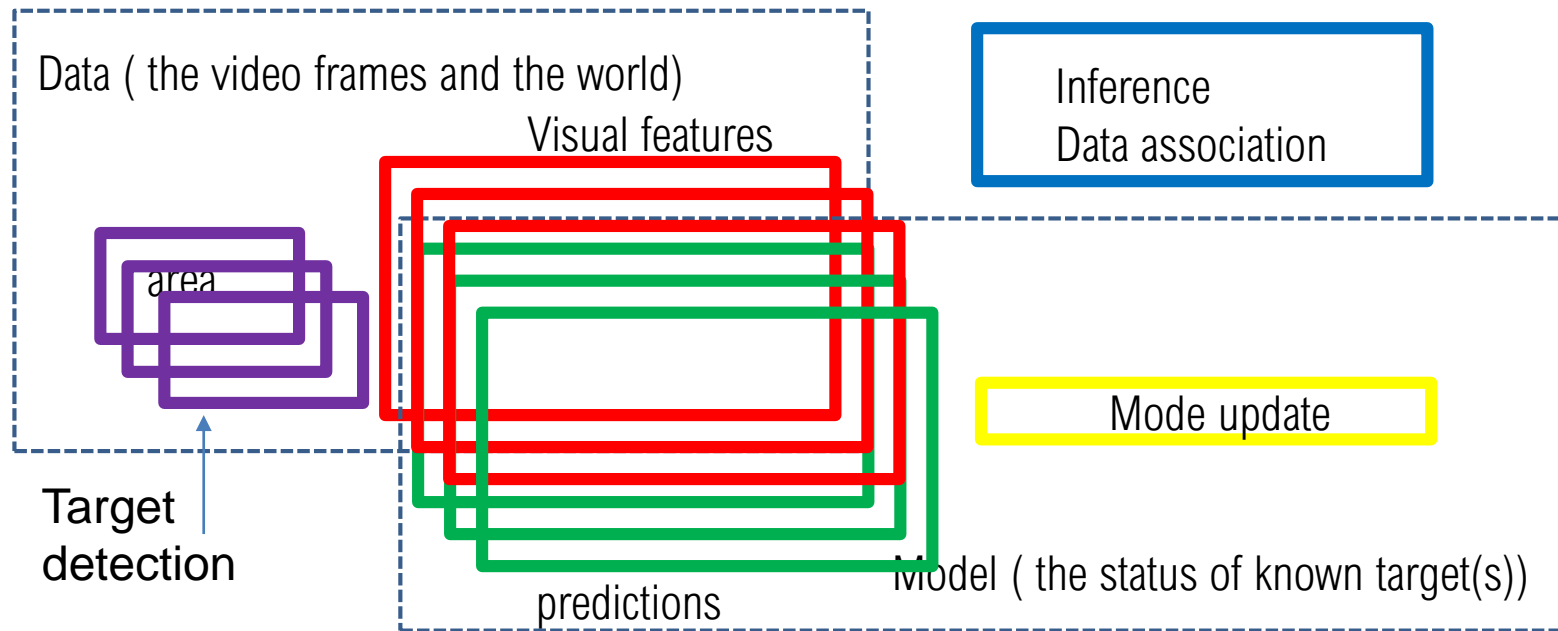 Data ( the video frames and the world)
Visual features
Inference
Data association
area
Mode update
Target
detection
Model ( the status of known target(s))
predictions